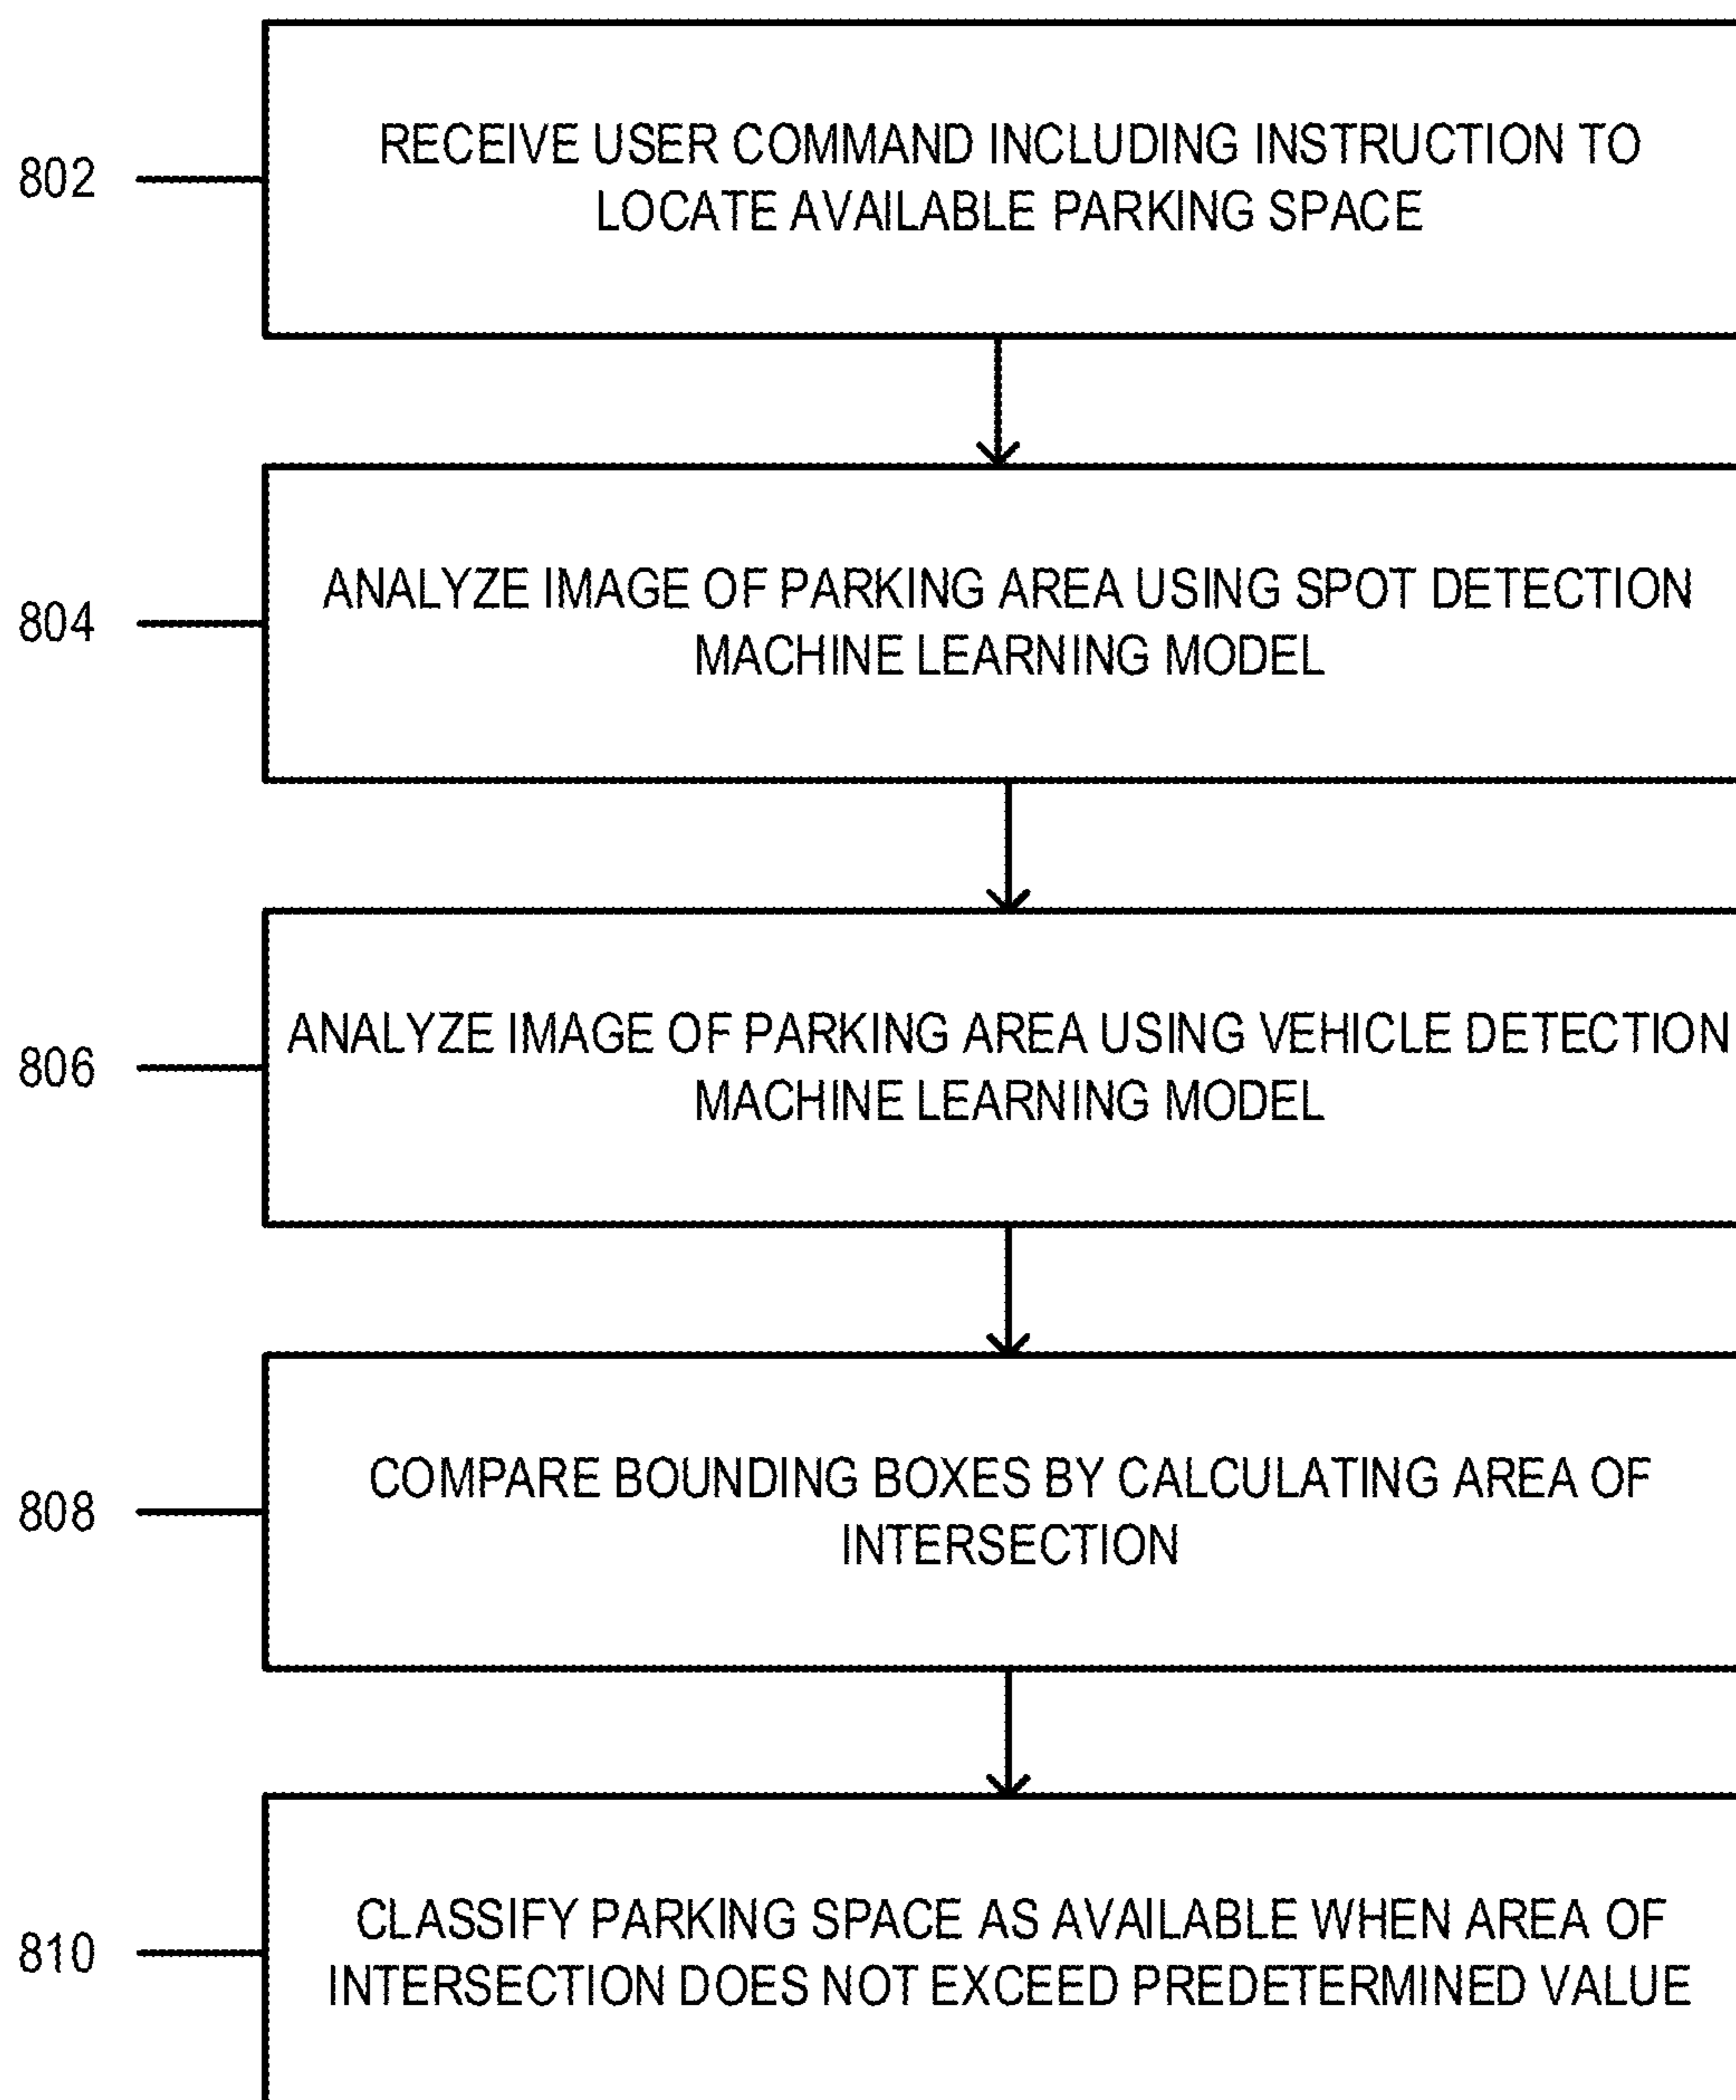 802
RECEIVE USER COMMAND INCLUDING INSTRUCTION TO
LOCATE AVAILABLE PARKING SPACE
804
ANALYZE IMAGE OF PARKING AREA USING SPOT DETECTION
MACHINE LEARNING MODEL
806
ANALYZE IMAGE OF PARKING AREA USING VEHICLE DETECTION
MACHINE LEARNING MODEL
808
COMPARE BOUNDING BOXES BY CALCULATING AREA OF
INTERSECTION
810
CLASSIFY PARKING SPACE AS AVAILABLE WHEN AREA OF
INTERSECTION DOES NOT EXCEED PREDETERMINED VALUE